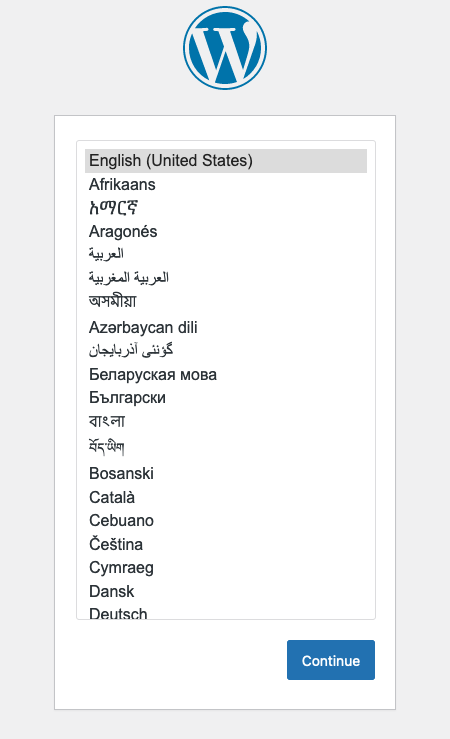 English (United States)
Afrikaans
አማርኛ
Aragonés
العربية
العربية المغربية
অসমীয়া
Azərbaycan dili
گؤنئی آذربایجان
Беларуская мова
Български
বাংলা
བོད་ཡིག
Bosanski
Català
Cebuano
Čeština
Cymraeg
Dansk
Deutsch
Continue